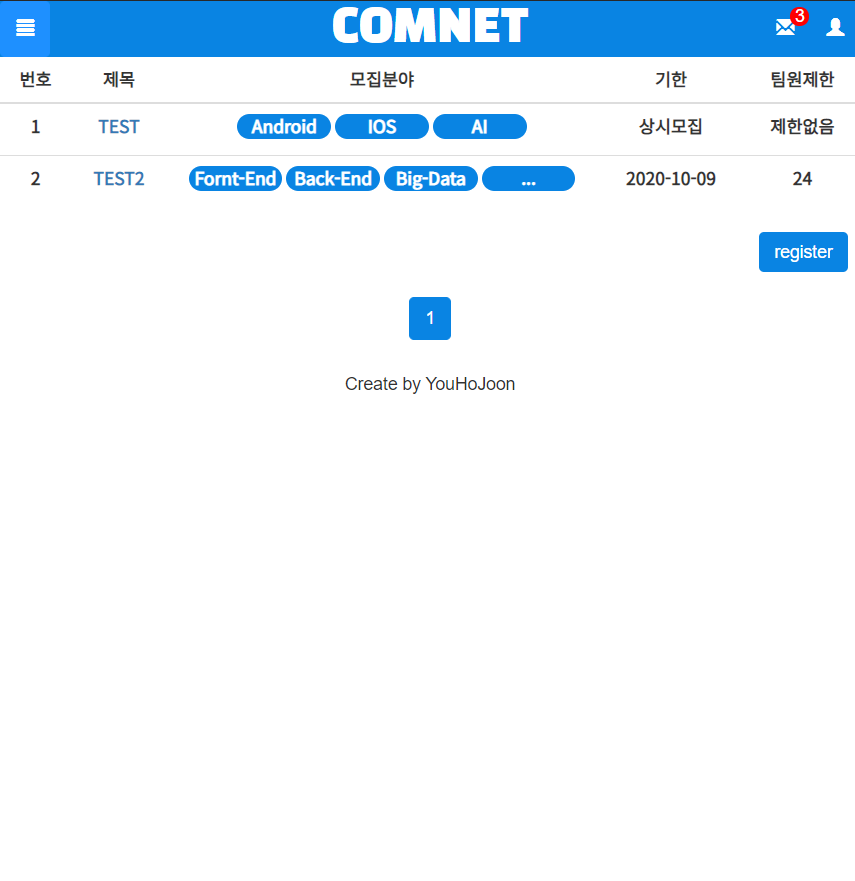 COMNET 3
번호 제목 모집분야 기한 팀원제한
1 TEST Android IOS AI 상시모집 제한없음
2 TEST2 Fornt-End Back-End Big-Data ... 2020-10-09 24
register
1
Create by YouHoJoon